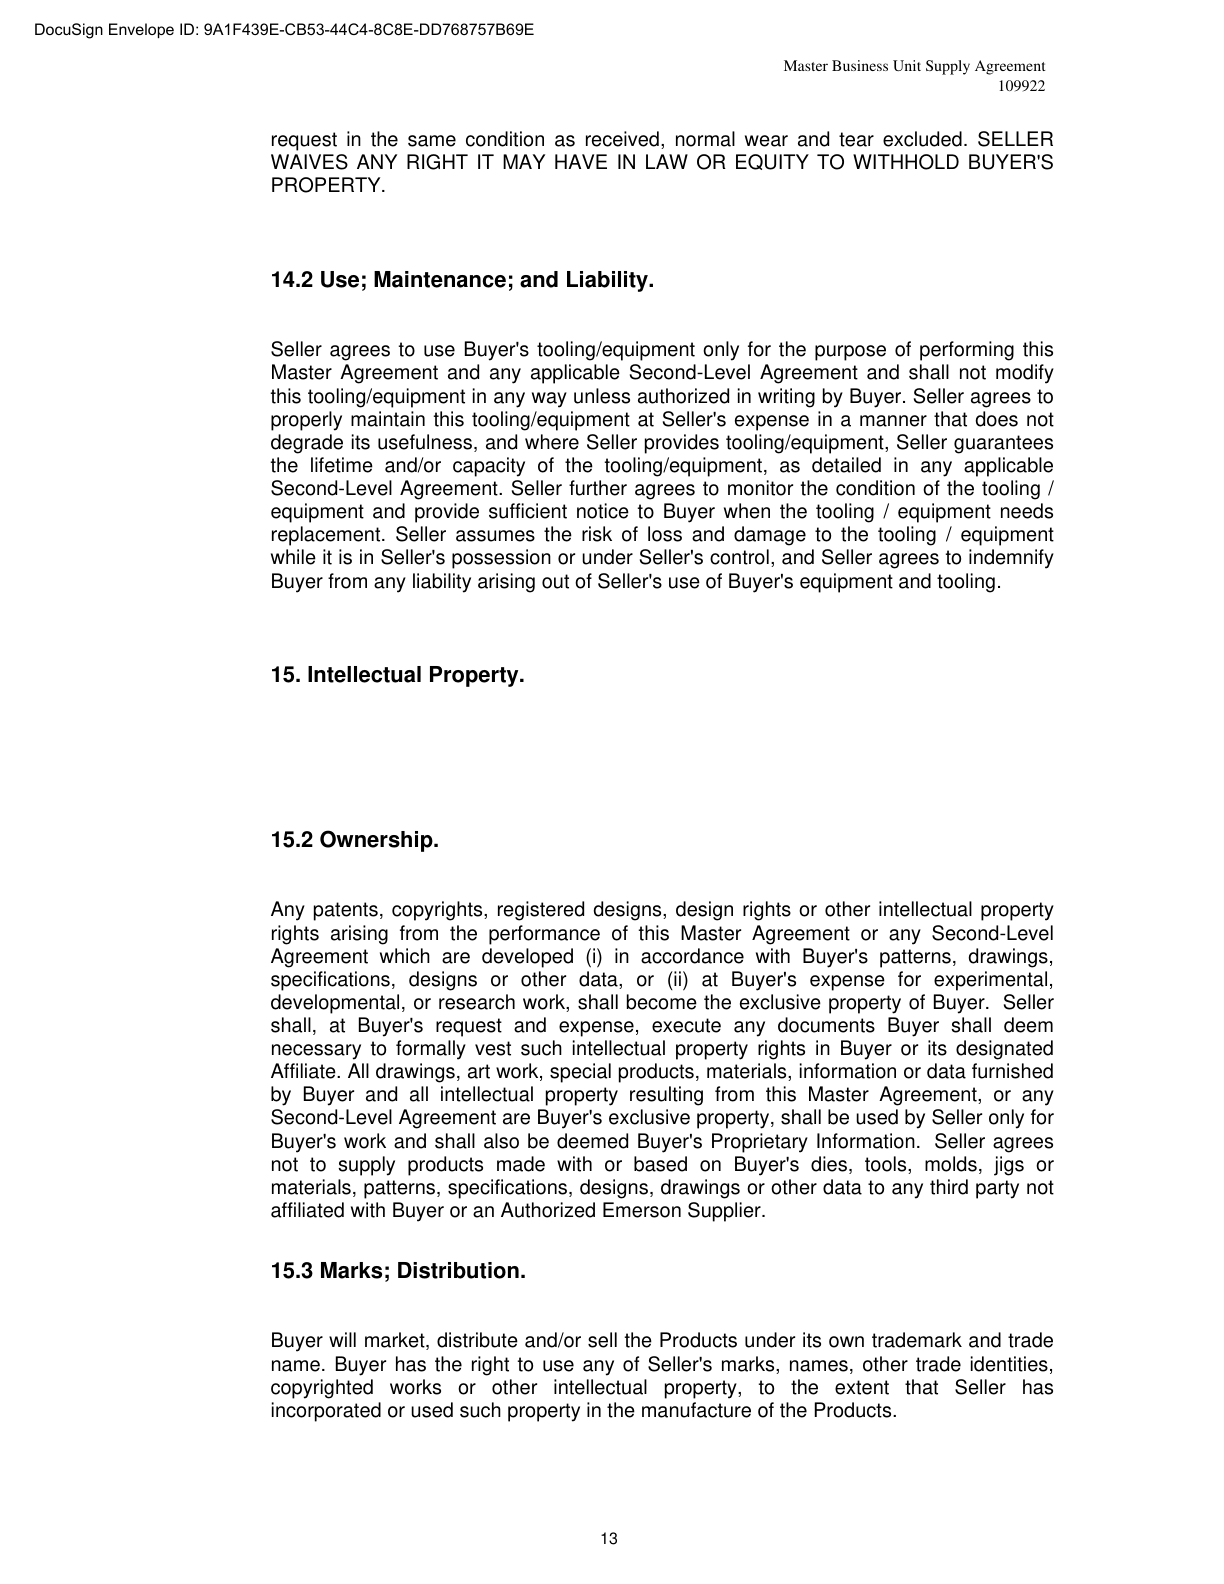 DocuSign Envelope ID: 9A1F439E-CB53-44C4-8C8E-DD768757B69E
Master Business Unit Supply Agreement
109922
request in the same condition as received, normal wear and tear excluded. SELLER
WAIVES ANY RIGHT IT MAY HAVE IN LAW OR EQUITY TO WITHHOLD BUYER'S
PROPERTY.
14.2 Use; Maintenance; and Liability.
Seller agrees to use Buyer's tooling/equipment only for the purpose of performing this
Master Agreement and any applicable Second-Level Agreement and shall not modify
this tooling/equipment in any way unless authorized in writing by Buyer. Seller agrees to
properly maintain this tooling/equipment at Seller's expense in a manner that does not
degrade its usefulness, and where Seller provides tooling/equipment, Seller guarantees
the lifetime and/or capacity of the tooling/equipment, as detailed in any applicable
Second-Level Agreement. Seller further agrees to monitor the condition of the tooling /
equipment and provide sufficient notice to Buyer when the tooling / equipment needs
replacement. Seller assumes the risk of loss and damage to the tooling / equipment
while it is in Seller's possession or under Seller's control, and Seller agrees to indemnify
Buyer from any liability arising out of Seller's use of Buyer's equipment and tooling.
15. Intellectual Property.
15.2 Ownership.
Any patents, copyrights, registered designs, design rights or other intellectual property
rights arising from the performance of this Master Agreement or any Second-Level
Agreement which are developed (i) in accordance with Buyer's patterns, drawings,
specifications, designs or other data, or (ii) at Buyer's expense for experimental,
developmental, or research work, shall become the exclusive property of Buyer. Seller
shall, at Buyer's request and expense, execute any documents Buyer shall deem
necessary to formally vest such intellectual property rights in Buyer or its designated
Affiliate. All drawings, art work, special products, materials, information or data furnished
by Buyer and all intellectual property resulting from this Master Agreement, or any
Second-Level Agreement are Buyer's exclusive property, shall be used by Seller only for
Buyer's work and shall also be deemed Buyer's Proprietary Information. Seller agrees
not to supply products made with or based on Buyer's dies, tools, molds, jigs or
materials, patterns, specifications, designs, drawings or other data to any third party not
affiliated with Buyer or an Authorized Emerson Supplier.
15.3 Marks; Distribution.
Buyer will market, distribute and/or sell the Products under its own trademark and trade
name. Buyer has the right to use any of Seller's marks, names, other trade identities,
copyrighted works or other intellectual property, to the extent that Seller has
incorporated or used such property in the manufacture of the Products.
13